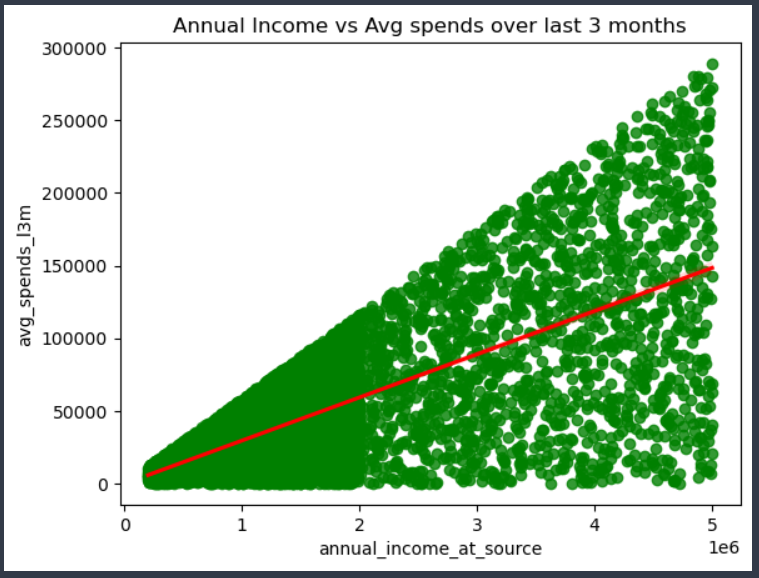 Annual Income vs Avg spends over last 3 months
300000
250000
200000
150000
100000
50000
0
avg_spends_l3m
0 1 2 3 4 5
1e6
annual_income_at_source